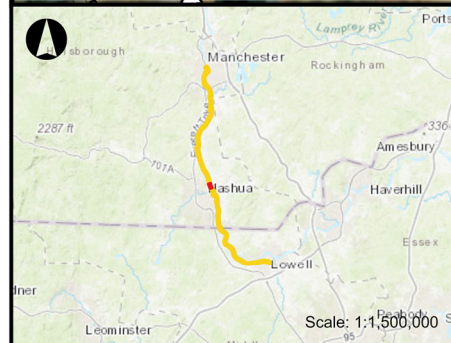 Lamprey River
Ports
Manchester
Rockingham
2287 ft
336
101A
Amesbury
Nashua
Haverhill
Essex
Lowell
dner
Scale: 1:1,500,000
Peabody
S
Leominster
95